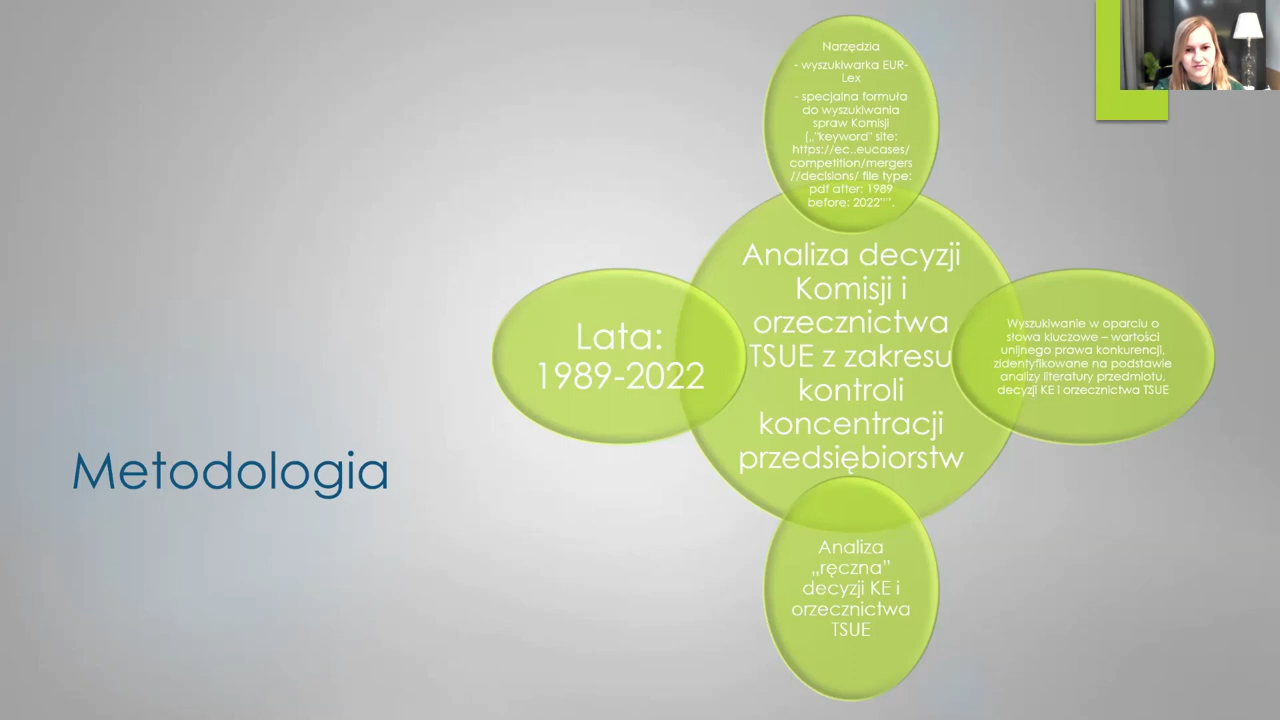 Metodologia
Narzędzia
- wyszukiwarka EUR-
Lex
- specjalna formuła
do wyszukiwania
spraw Komisji
(„"keyword" site:
https://ec..eucases/
competition/mergers
//decisions/ file type:
pdf after: 1989
before: 2022"".
Analiza decyzji
Komisji i
orzecznictwa
TSUE z zakresu
kontroli
koncentracji
przedsiębiorstw
Lata:
1989-2022
Wyszukiwanie w oparciu o
słowa kluczowe – wartości
unijnego prawa konkurencji,
zidentyfikowane na podstawie
analizy literatury przedmiotu,
decyzji KE i orzecznictwa TSUE
Analiza
„ręczna”
decyzji KE i
orzecznictwa
TSUE